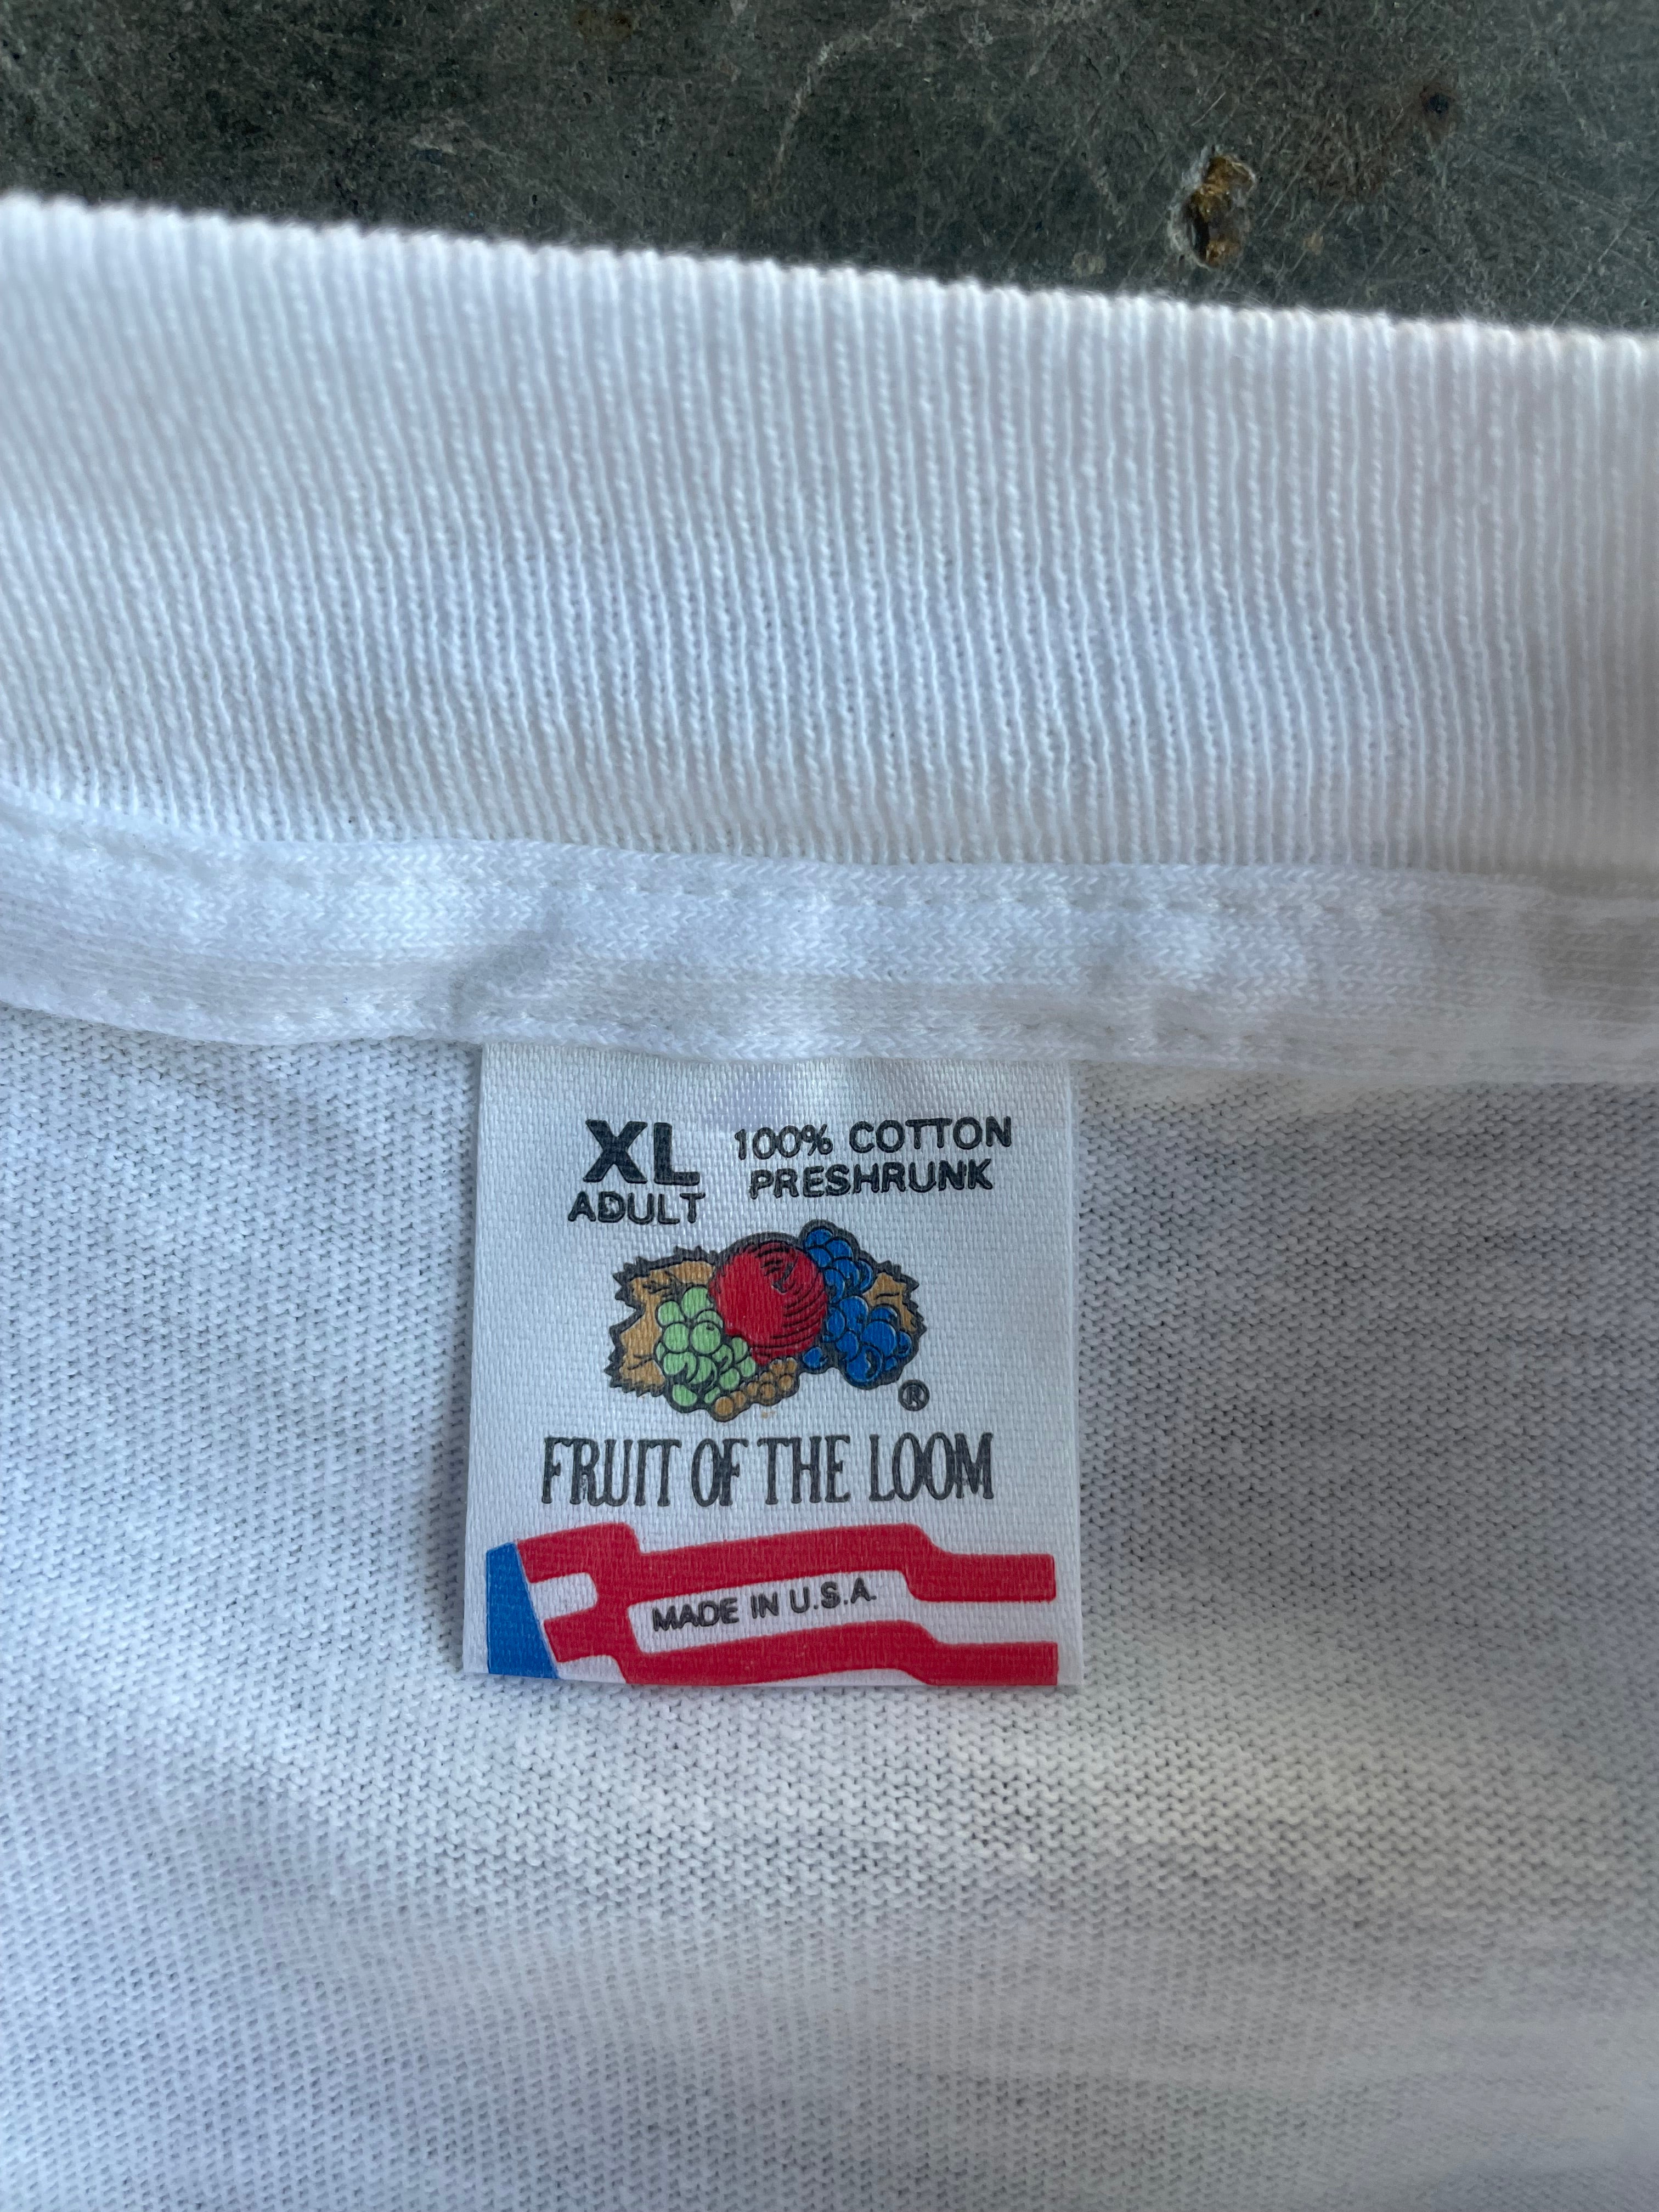 XL
ADULT
100% COTTON
PRESHRUNK
®
FRUIT OF THE LOOM
MADE IN U.S.A.